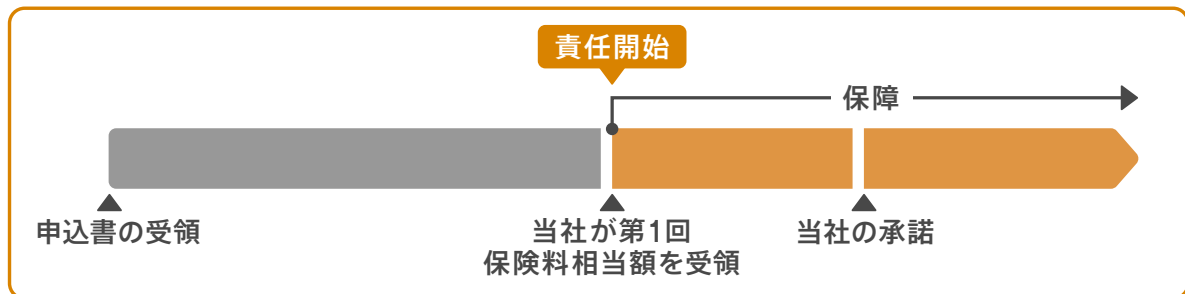 責任開始
保障
申込書の受領
当社が第1回
保険料相当額を受領
当社の承諾